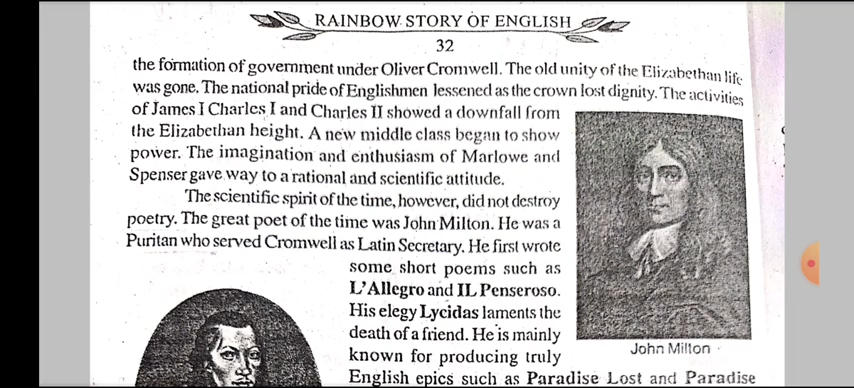 RAINBOW STORY OF ENGLISH
32
the formation of government under Oliver Cromwell. The old unity of the Elizabethan life
was gone. The national pride of Englishmen lessened as the crown lost dignity. The activities
of James I Charles I and Charles II showed a downfall from
the Elizabethan height. A new middle class began to show
power. The imagination and enthusiasm of Marlowe and
Spenser gave way to a rational and scientific attitude.
The scientific spirit of the time, however, did not destroy
poetry. The great poet of the time was John Milton. He was a
Puritan who served Cromwell as Latin Secretary. He first wrote
some short poems such as
L'Allegro and IL Penseroso.
His elegy Lycidas laments the
death of a friend. He is mainly
known for producing truly
English epics such as Paradise Lost and Paradise
John Milton